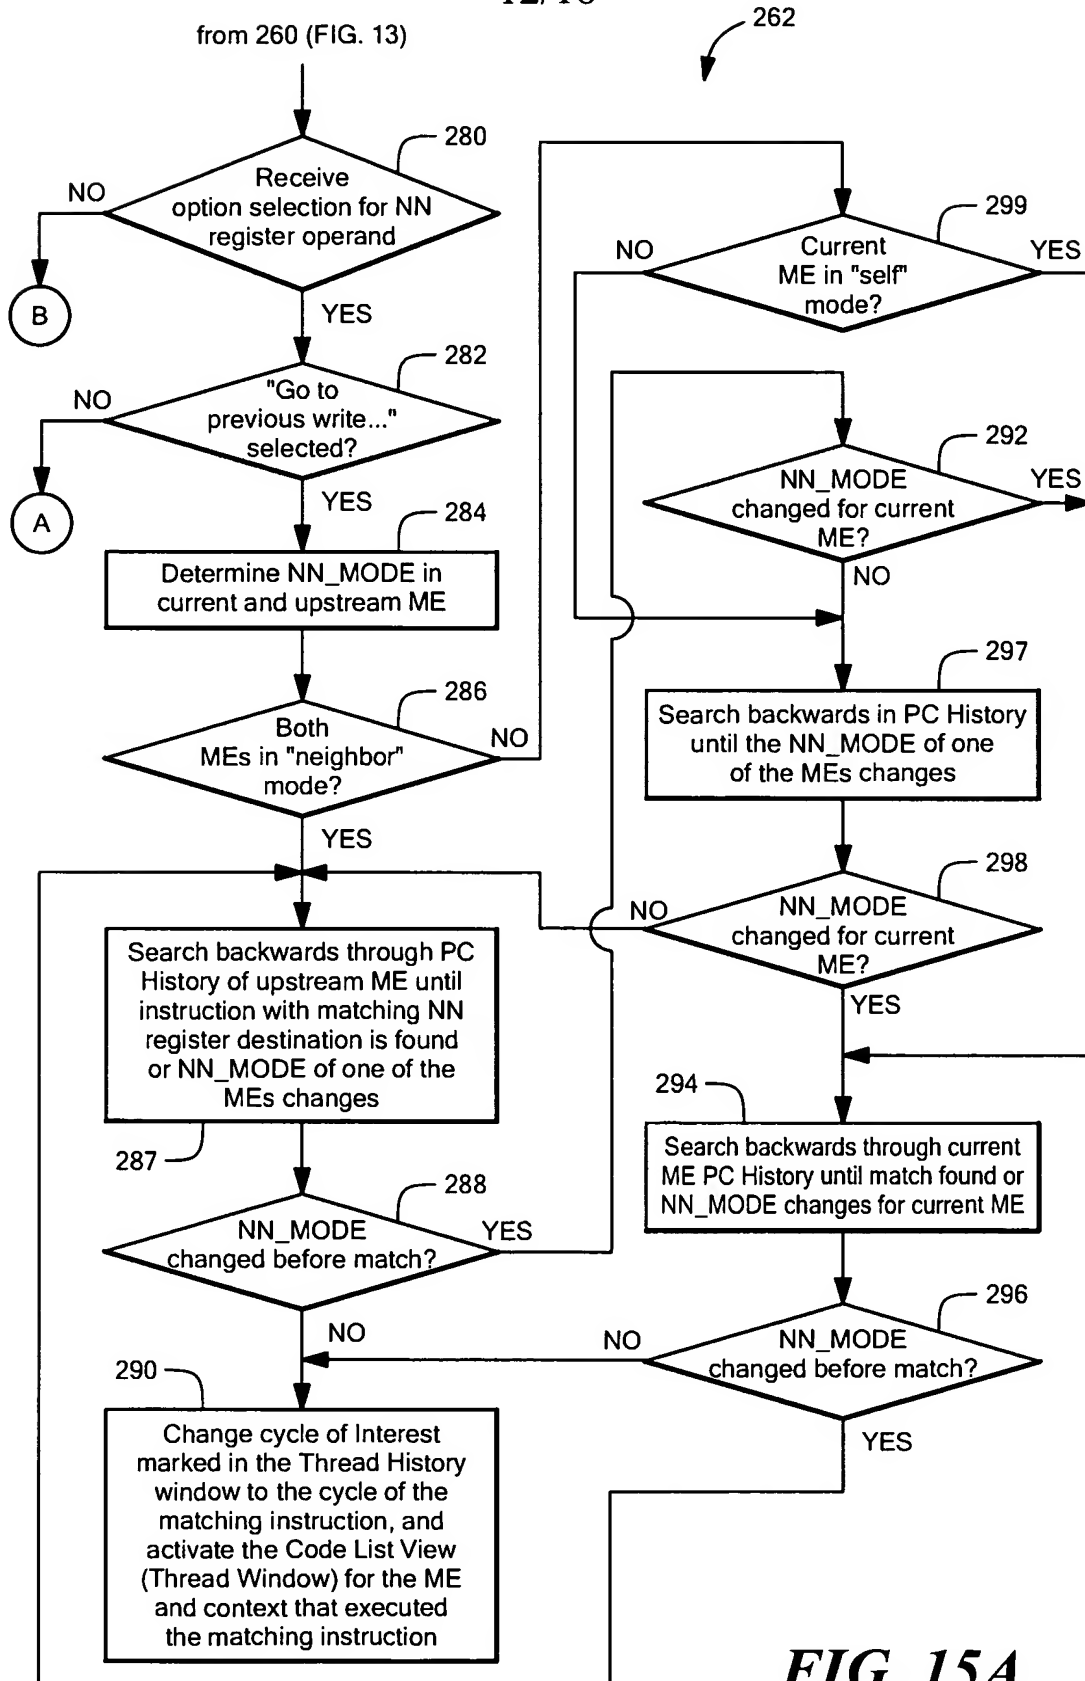 12/18
from 260 (FIG. 13)
262
280
Receive
option selection for NN
register operand
NO
B
YES
282
"Go to
previous write..."
selected?
NO
A
YES
284
Determine NN_MODE in
current and upstream ME
286
Both
MEs in "neighbor"
mode?
NO
YES
Search backwards through PC
History of upstream ME until
instruction with matching NN
register destination is found
or NN_MODE of one of the
MEs changes
287
288
NN_MODE
changed before match?
YES
NO
290
Change cycle of Interest
marked in the Thread History
window to the cycle of the
matching instruction, and
activate the Code List View
(Thread Window) for the ME
and context that executed
the matching instruction
299
Current
ME in "self"
mode?
NO
YES
292
NN_MODE
changed for current
ME?
YES
NO
297
Search backwards in PC History
until the NN_MODE of one
of the MEs changes
298
NN_MODE
changed for current
ME?
NO
YES
294
Search backwards through current
ME PC History until match found or
NN_MODE changes for current ME
296
NN_MODE
changed before match?
NO
YES
FIG. 15A